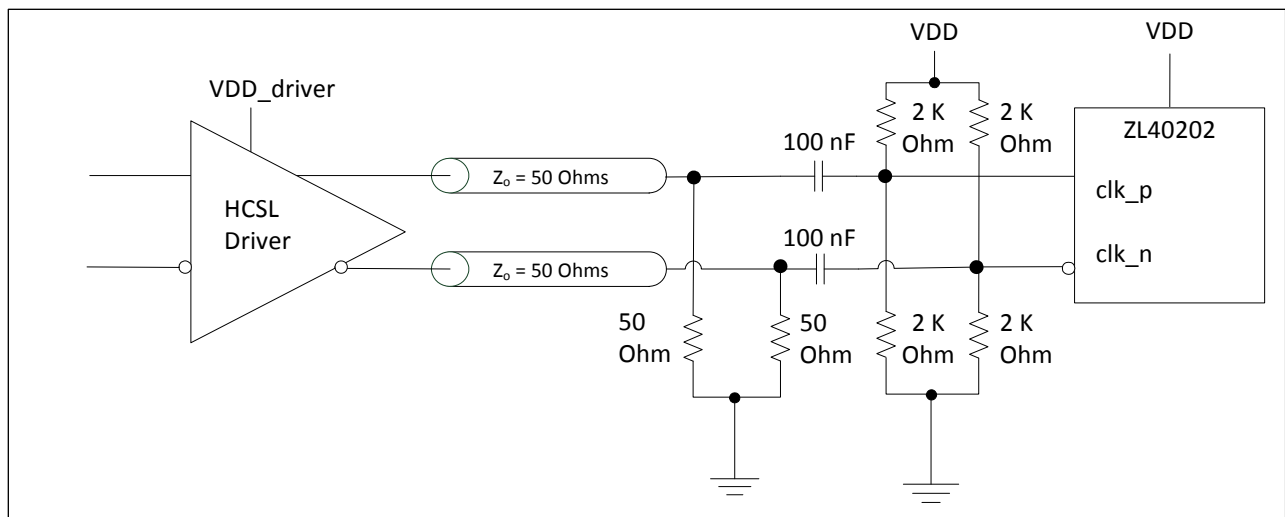 VDD
VDD
VDD_driver
2 K
Ohm
2 K
Ohm
ZL40202
100 nF
Zo = 50 Ohms
clk_p
HCSL
Driver
100 nF
clk_n
Zo = 50 Ohms
50
Ohm
50
Ohm
2 K
Ohm
2 K
Ohm